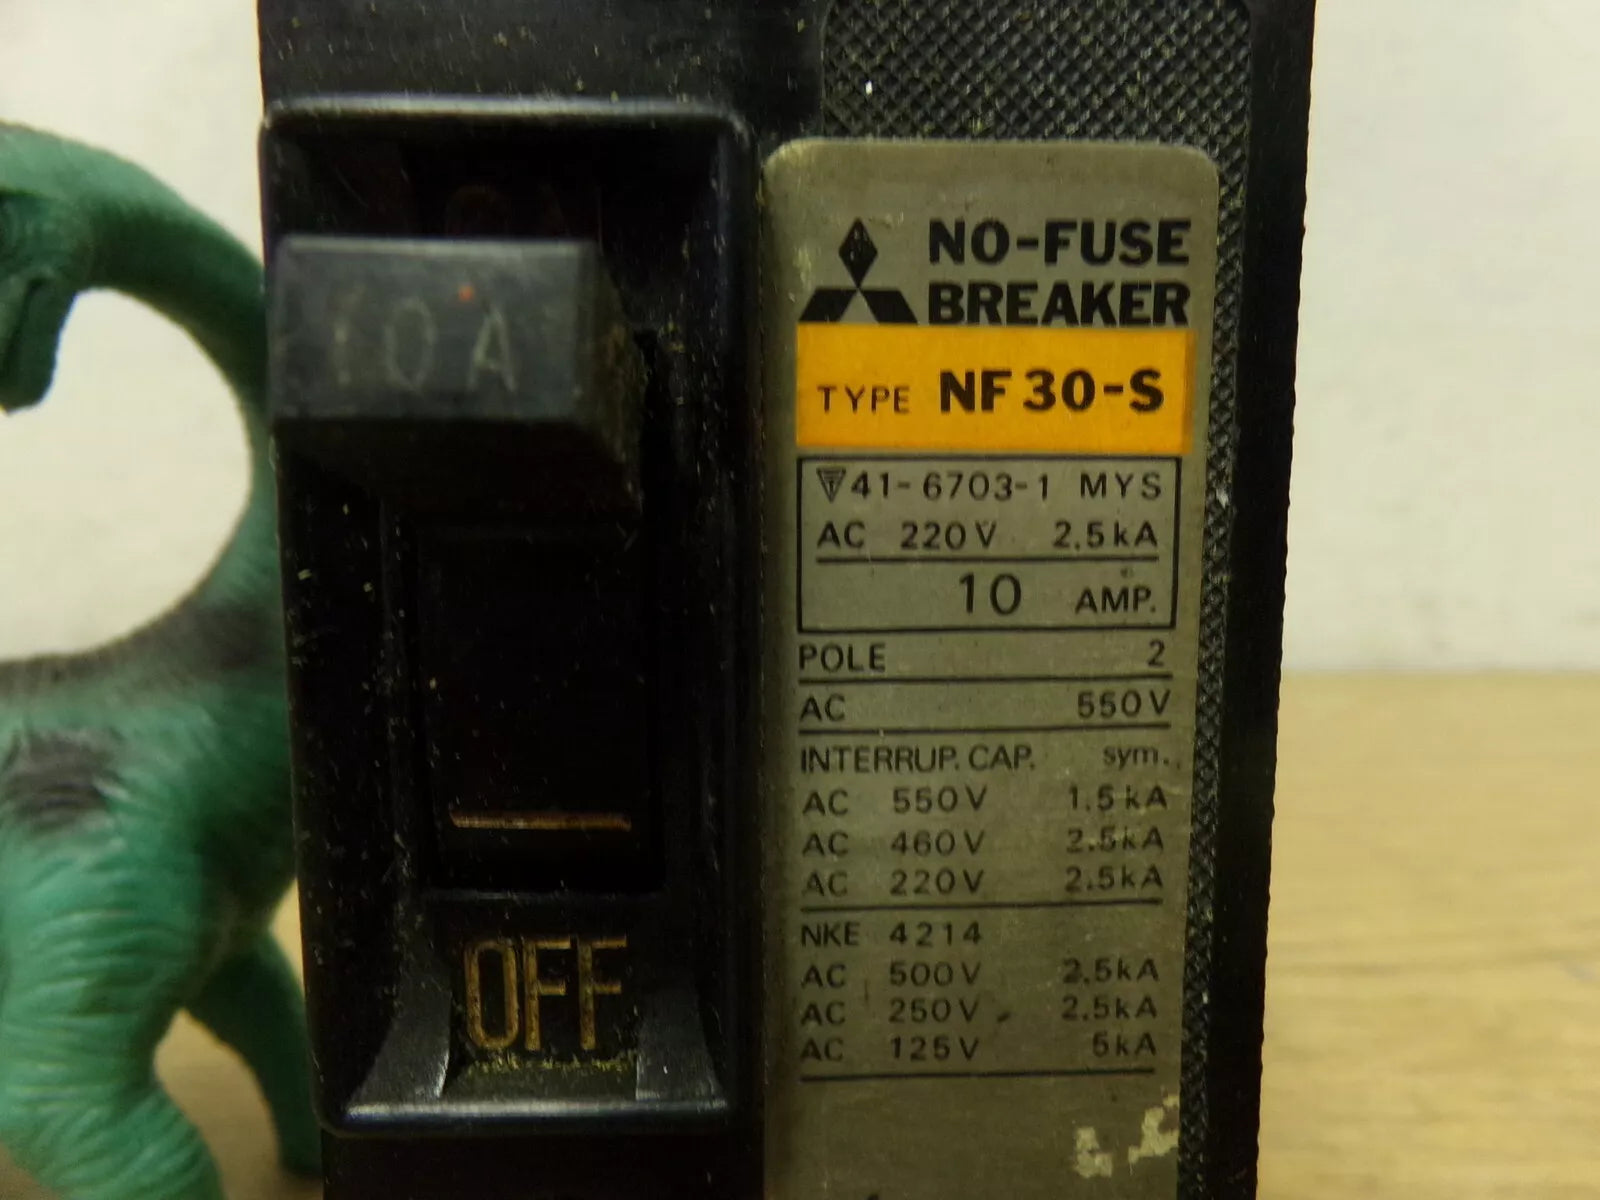 10A
OFF
NO-FUSE
BREAKER
TYPE NF30-S
41-6703-1 MYS
AC 220V 2.5kA
10 AMP.
POLE 2
AC 550V
INTERRUP. CAP. sym.
AC 550V 1.5kA
AC 460V 2.5kA
AC 220V 2.5kA
NKE 4214
AC 500V 2.5kA
AC 250V 2.5kA
AC 125V 5kA